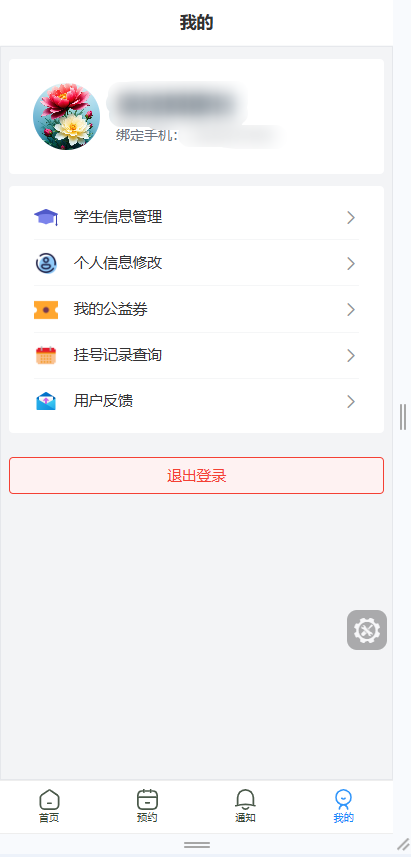 我的
绑定手机：
学生信息管理
个人信息修改
我的公益券
挂号记录查询
用户反馈
退出登录
首页
预约
通知
我的